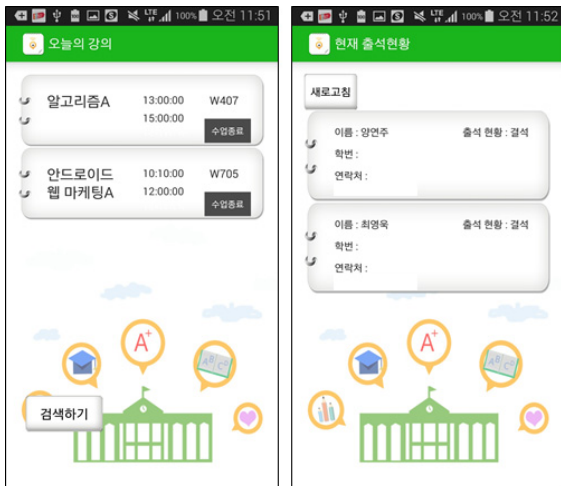 LTE 100% 오전 11:51
오늘의 강의
알고리즘A 13:00:00 W407
15:00:00
수업종료
안드로이드 10:10:00 W705
웹 마케팅A 12:00:00
수업종료
A+
A B C
검색하기
LTE 100% 오전 11:52
현재 출석현황
새로고침
이름 : 양연주 출석 현황 : 결석
학번 :
연락처 :
이름 : 최영욱 출석 현황 : 결석
학번 :
연락처 :
A+
A B C